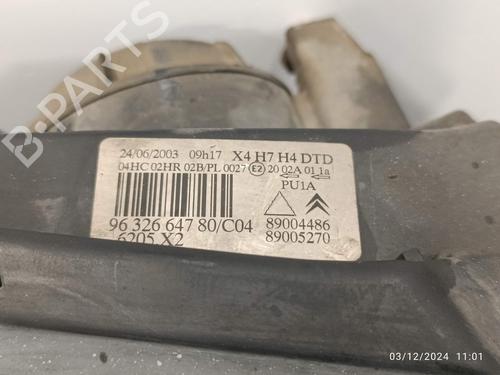 24/06/2003 09h17 X4 H7 H4 DTD
04HC 02HR 02B/PL 0027 E2 20 02A 01 1a
PU1A
96 326 647 80/C04 89004486
6205 X2 89005270
B-PARTS
03/12/2024 11:01